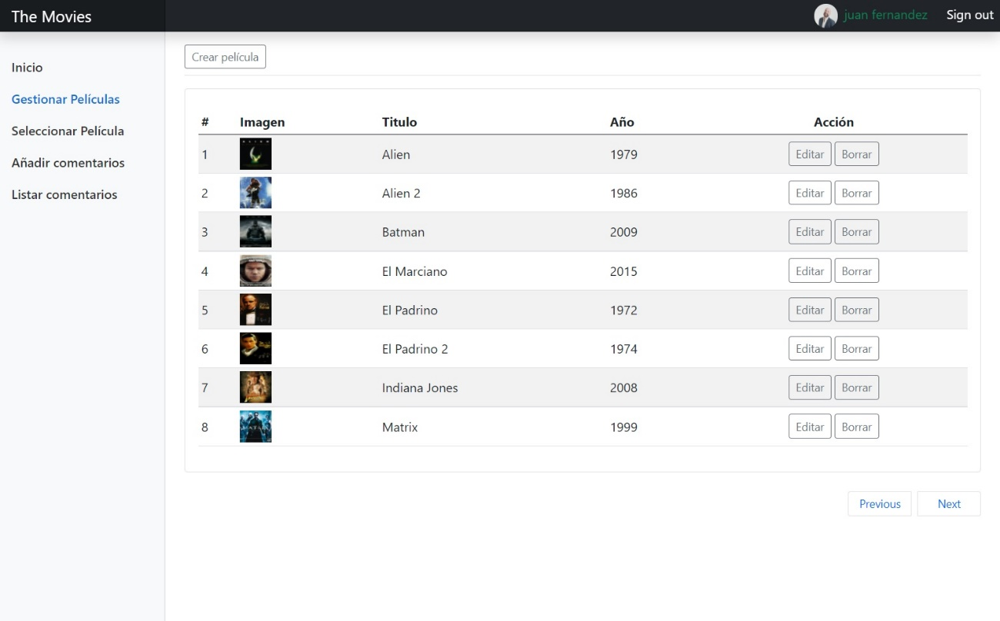 The Movies
juan fernandez Sign out
Inicio
Gestionar Películas
Seleccionar Película
Añadir comentarios
Listar comentarios
Crear película
# Imagen Titulo Año Acción
1 Alien 1979 Editar Borrar
2 Alien 2 1986 Editar Borrar
3 Batman 2009 Editar Borrar
4 El Marciano 2015 Editar Borrar
5 El Padrino 1972 Editar Borrar
6 El Padrino 2 1974 Editar Borrar
7 Indiana Jones 2008 Editar Borrar
8 Matrix 1999 Editar Borrar
Previous Next